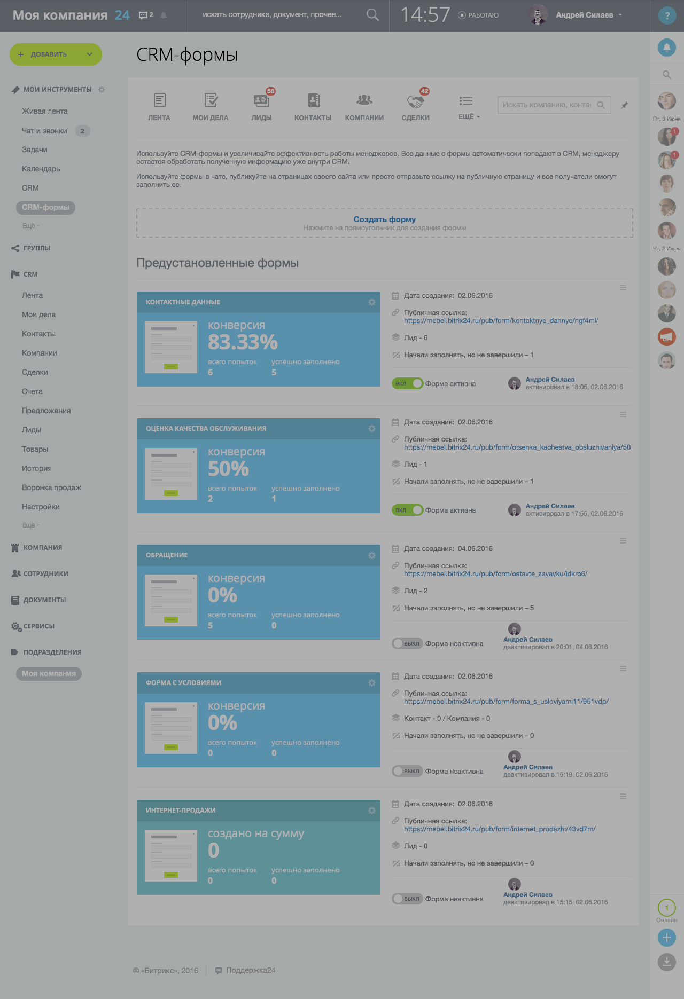 Моя компания 24 2
искать сотрудника, документ, прочее...
14:57 РАБОТАЮ
Андрей Силаев
?
ДОБАВИТЬ
МОИ ИНСТРУМЕНТЫ
Живая лента
Чат и звонки 2
Задачи
Календарь
CRM
CRM-формы
Ещё
ГРУППЫ
CRM
Лента
Мои дела
Контакты
Компании
Сделки
Счета
Предложения
Лиды
Товары
История
Воронка продаж
Настройки
Ещё
КОМПАНИЯ
СОТРУДНИКИ
ДОКУМЕНТЫ
СЕРВИСЫ
ПОДРАЗДЕЛЕНИЯ
Моя компания
CRM-формы
58 42
ЛЕНТА МОИ ДЕЛА ЛИДЫ КОНТАКТЫ КОМПАНИИ СДЕЛКИ ЕЩЁ
Искать компанию, контак
Используйте CRM-формы и увеличивайте эффективность работы менеджеров. Все данные с формы автоматически попадают в CRM, менеджеру
остается обработать полученную информацию уже внутри CRM.
Используйте формы в чате, публикуйте на страницах своего сайта или просто отправьте ссылку на публичную страницу и все получатели смогут
заполнить ее.
Создать форму
Нажмите на прямоугольник для создания формы
Предустановленные формы
КОНТАКТНЫЕ ДАННЫЕ
конверсия
83.33%
всего попыток успешно заполнено
6 5
Дата создания: 02.06.2016
Публичная ссылка:
https://mebel.bitrix24.ru/pub/form/kontaktnye_dannye/ngf4ml/
Лид - 6
Начали заполнять, но не завершили – 1
ВКЛ Форма активна
Андрей Силаев
активировал в 18:05, 02.06.2016
ОЦЕНКА КАЧЕСТВА ОБСЛУЖИВАНИЯ
конверсия
50%
всего попыток успешно заполнено
2 1
Дата создания: 02.06.2016
Публичная ссылка:
https://mebel.bitrix24.ru/pub/form/otsenka_kachestva_obsluzhivaniya/50
Лид - 1
Начали заполнять, но не завершили – 1
ВКЛ Форма активна
Андрей Силаев
активировал в 17:55, 02.06.2016
ОБРАЩЕНИЕ
конверсия
0%
всего попыток успешно заполнено
5 0
Дата создания: 04.06.2016
Публичная ссылка:
https://mebel.bitrix24.ru/pub/form/ostavte_zayavku/idkro6/
Лид - 2
Начали заполнять, но не завершили – 5
ВЫКЛ Форма неактивна
Андрей Силаев
деактивировал в 20:01, 04.06.2016
ФОРМА С УСЛОВИЯМИ
конверсия
0%
всего попыток успешно заполнено
0 0
Дата создания: 02.06.2016
Публичная ссылка:
https://mebel.bitrix24.ru/pub/form/forma_s_usloviyami11/951vdp/
Контакт - 0 / Компания - 0
Начали заполнять, но не завершили – 0
ВЫКЛ Форма неактивна
Андрей Силаев
деактивировал в 15:19, 02.06.2016
ИНТЕРНЕТ-ПРОДАЖИ
создано на сумму
0
всего попыток успешно заполнено
0 0
Дата создания: 02.06.2016
Публичная ссылка:
https://mebel.bitrix24.ru/pub/form/internet_prodazhi/43vd7m/
Лид - 0
Начали заполнять, но не завершили – 0
ВЫКЛ Форма неактивна
Андрей Силаев
деактивировал в 15:15, 02.06.2016
Пт, 3 Июня
1
1
Чт, 2 Июня
1
Онлайн
© «Битрикс», 2016 Поддержка24